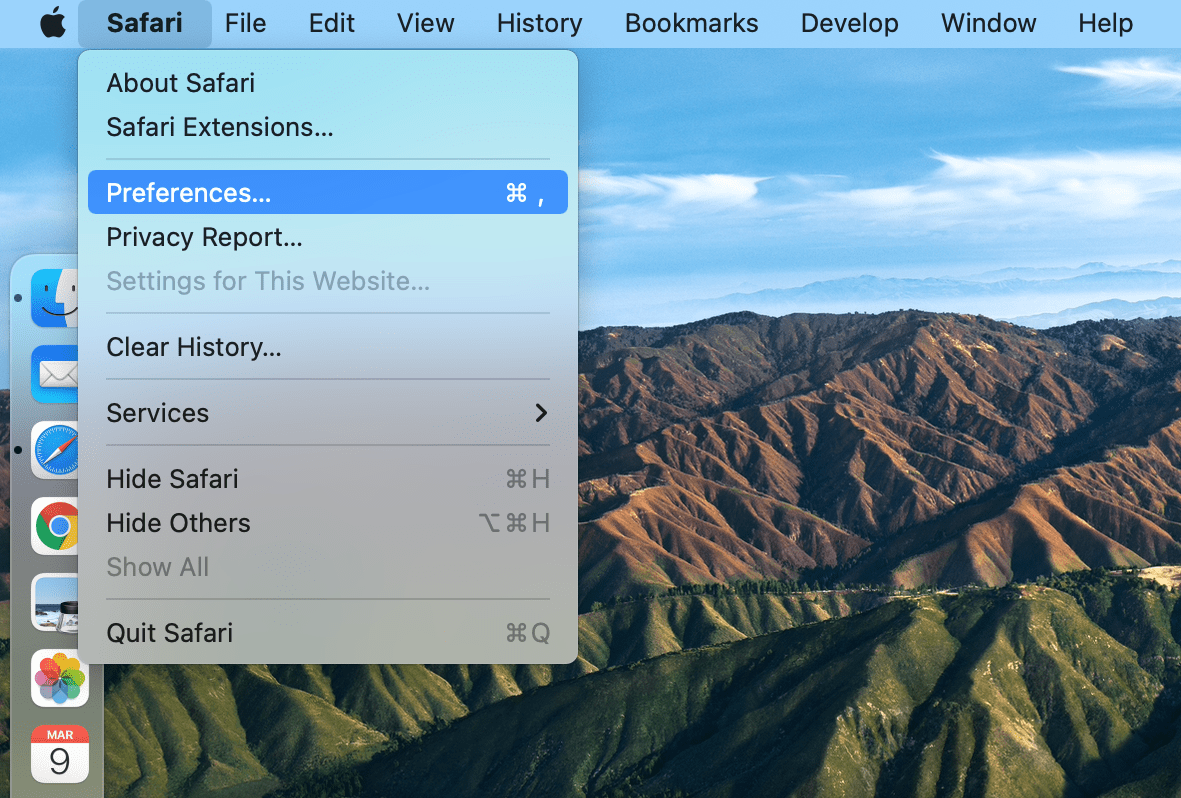 Safari File Edit View History Bookmarks Develop Window Help
About Safari
Safari Extensions...
Preferences... ⌘ ,
Privacy Report...
Settings for This Website...
Clear History...
Services
Hide Safari ⌘H
Hide Others ⌥⌘H
Show All
Quit Safari ⌘Q
MAR
9